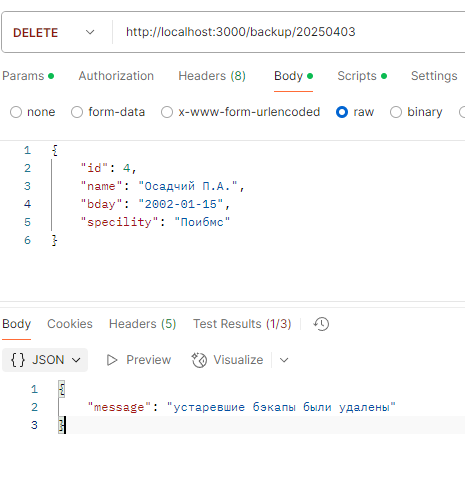 DELETE http://localhost:3000/backup/20250403
Params Authorization Headers (8) Body Scripts Settings
none form-data x-www-form-urlencoded raw binary
1 {
2 "id": 4,
3 "name": "Осадчий П.А.",
4 "bday": "2002-01-15",
5 "specility": "Поибмс"
6 }
Body Cookies Headers (5) Test Results (1/3)
{} JSON Preview Visualize
1 {
2 "message": "устаревшие бэкапы были удалены"
3 }